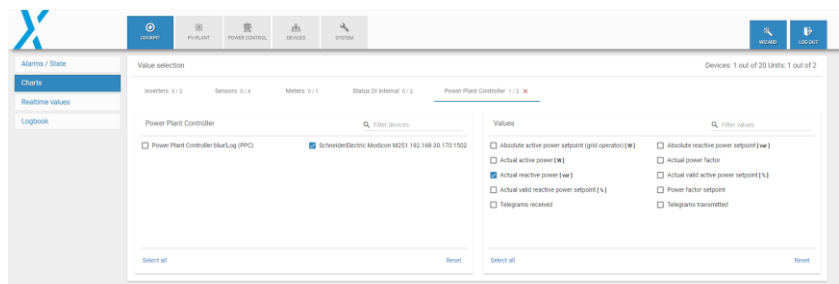 COCKPIT PV-PLANT POWER CONTROL DEVICES SYSTEM WIZARD LOG OUT
Alarms / State
Charts
Realtime values
Logbook
Value selection Devices: 1 out of 20 Units: 1 out of 2
Inverters 0 / 2 Sensors 0 / 4 Meters 0 / 1 Status DI internal 0 / 2 Power Plant Controller 1 / 2 ×
Power Plant Controller Filter devices
Power Plant Controller blue'Log (PPC) SchneiderElectric Modicon M251 192.168.30.170:1502
Select all Reset
Values Filter values
Absolute active power setpoint (grid operator) [W] Absolute reactive power setpoint [var]
Actual active power [W] Actual power factor
Actual reactive power [var] Actual valid active power setpoint [%]
Actual valid reactive power setpoint [%] Power factor setpoint
Telegrams received Telegrams transmitted
Select all Reset